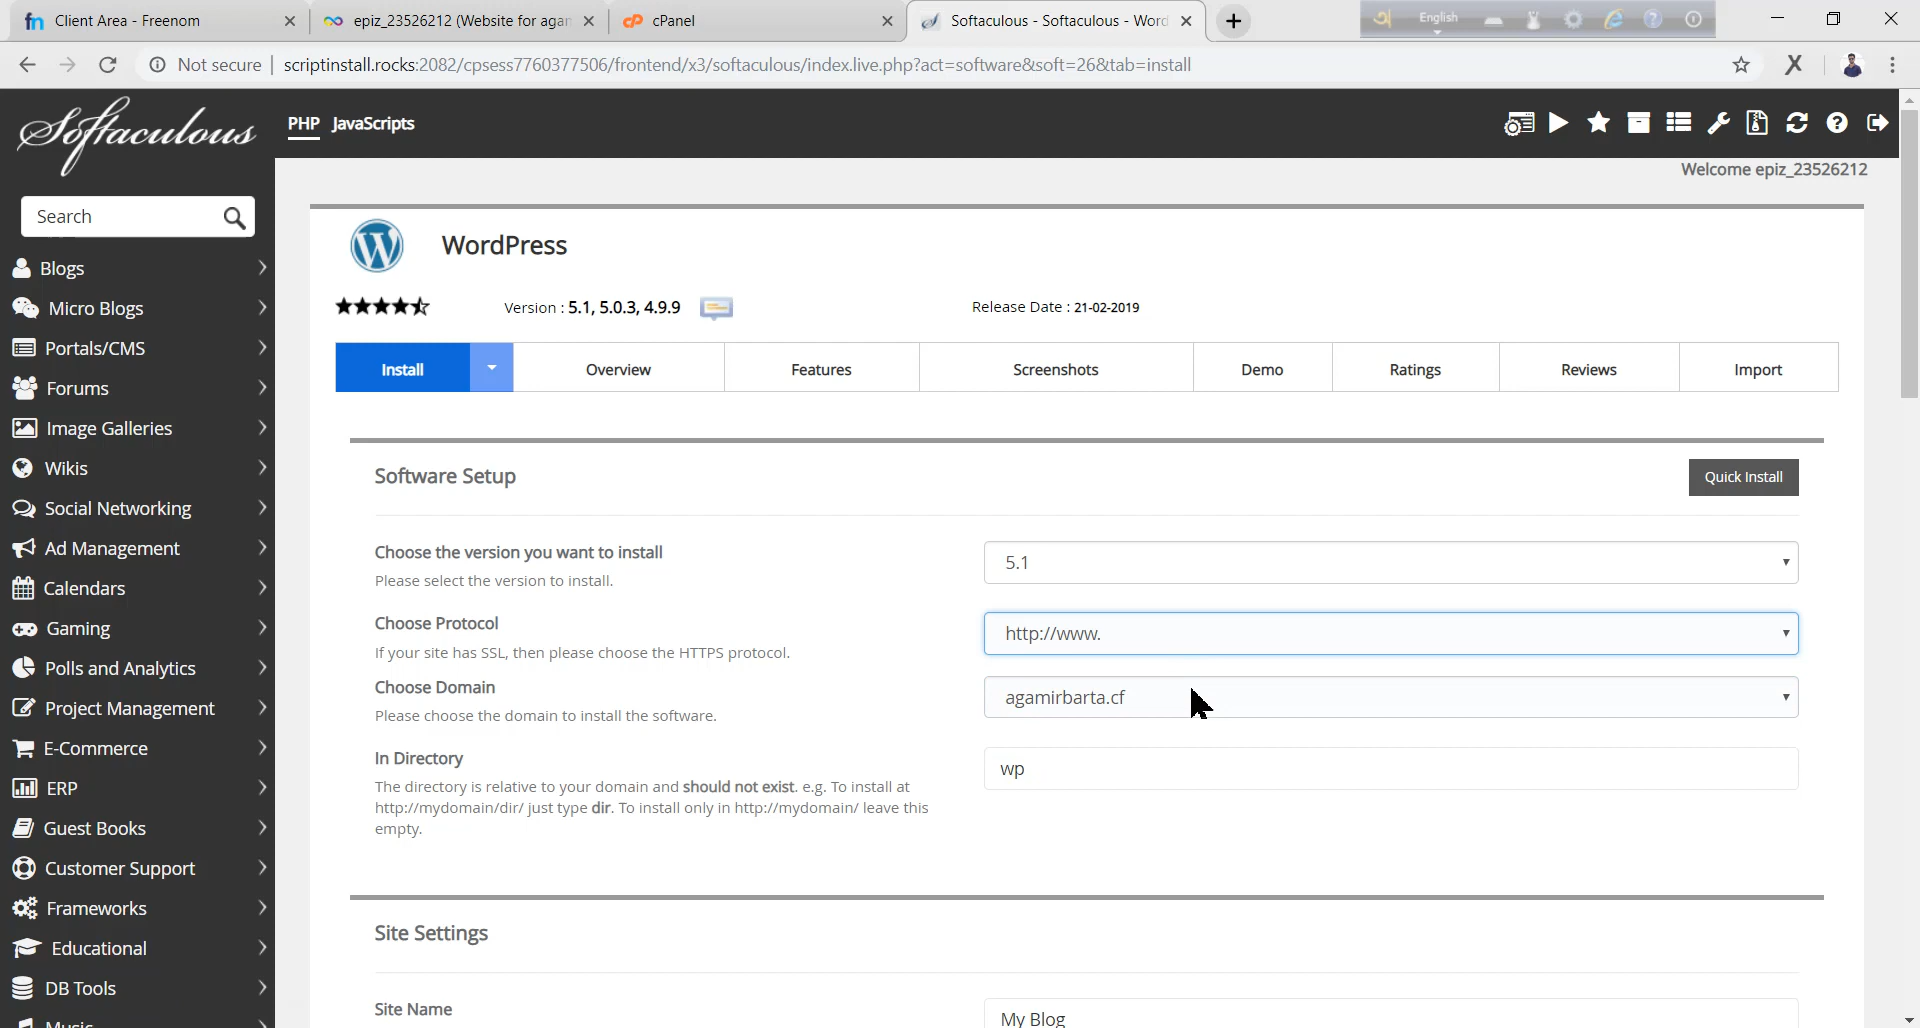 Client Area - Freenom
epiz_23526212 (Website for agan
cPanel
Softaculous - Softaculous - Word
English
Not secure
scriptinstall.rocks:2082/cpsess7760377506/frontend/x3/softaculous/index.live.php?act=software&soft=26&tab=install
Softaculous
PHP JavaScripts
Welcome epiz_23526212
Search
WordPress
Blogs
Version : 5.1, 5.0.3, 4.9.9
Release Date : 21-02-2019
Micro Blogs
Portals/CMS
Install
Overview
Features
Screenshots
Demo
Ratings
Reviews
Import
Forums
Image Galleries
Wikis
Software Setup
Quick Install
Social Networking
Ad Management
Choose the version you want to install
5.1
Please select the version to install.
Calendars
Gaming
Choose Protocol
http://www.
If your site has SSL, then please choose the HTTPS protocol.
Polls and Analytics
Choose Domain
agamirbarta.cf
Please choose the domain to install the software.
Project Management
E-Commerce
In Directory
wp
The directory is relative to your domain and should not exist. e.g. To install at
http://mydomain/dir/ just type dir. To install only in http://mydomain/ leave this
empty.
ERP
Guest Books
Customer Support
Frameworks
Site Settings
Educational
DB Tools
Site Name
My Blog
Music